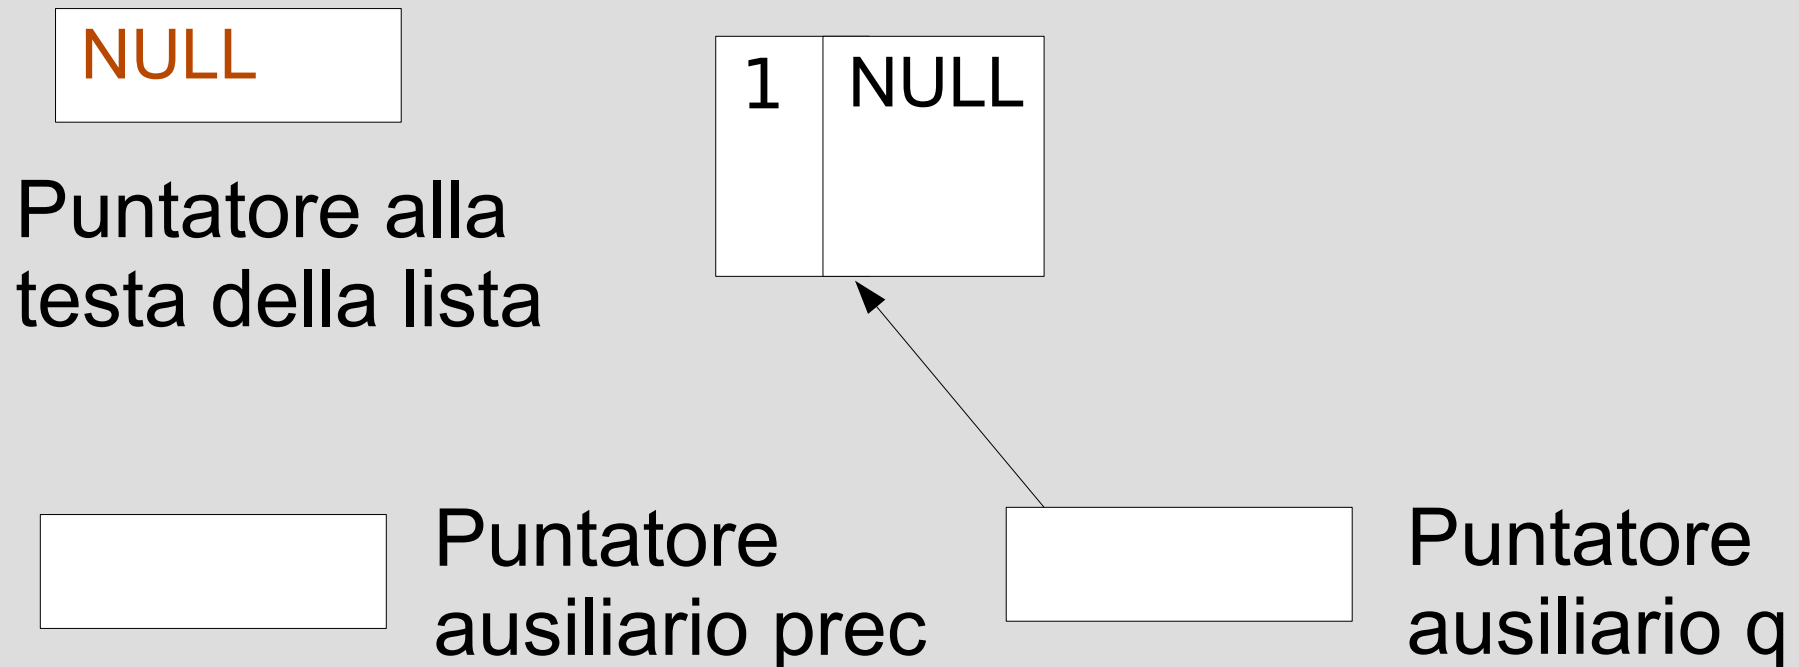 NULL
1 NULL
Puntatore alla
testa della lista
Puntatore
ausiliario prec
Puntatore
ausiliario q